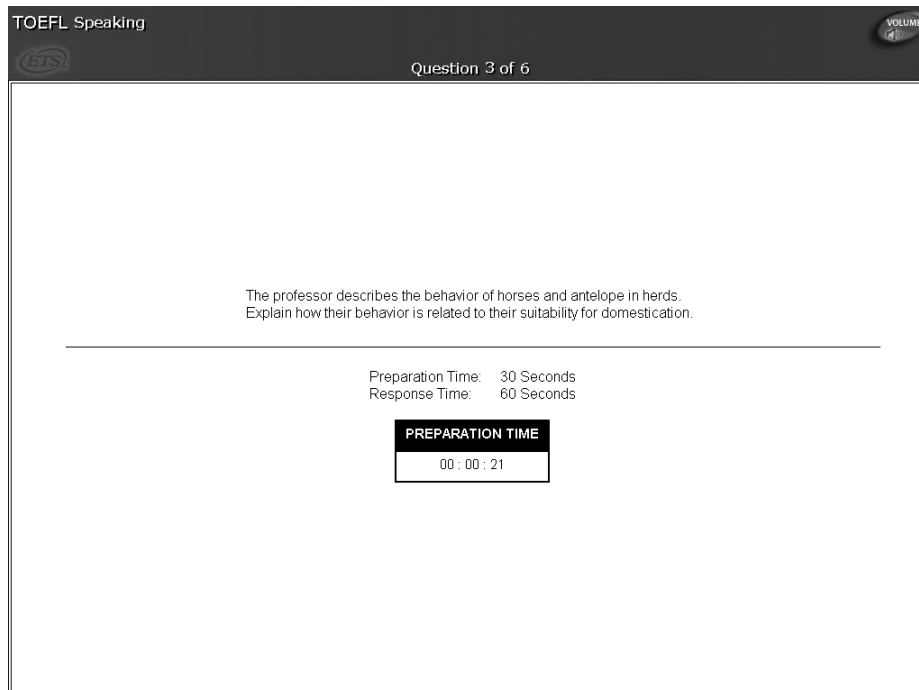 TOEFL Speaking
VOLUME
ETS
Question 3 of 6
The professor describes the behavior of horses and antelope in herds.
Explain how their behavior is related to their suitability for domestication.
Preparation Time: 30 Seconds
Response Time: 60 Seconds
PREPARATION TIME
00 : 00 : 21